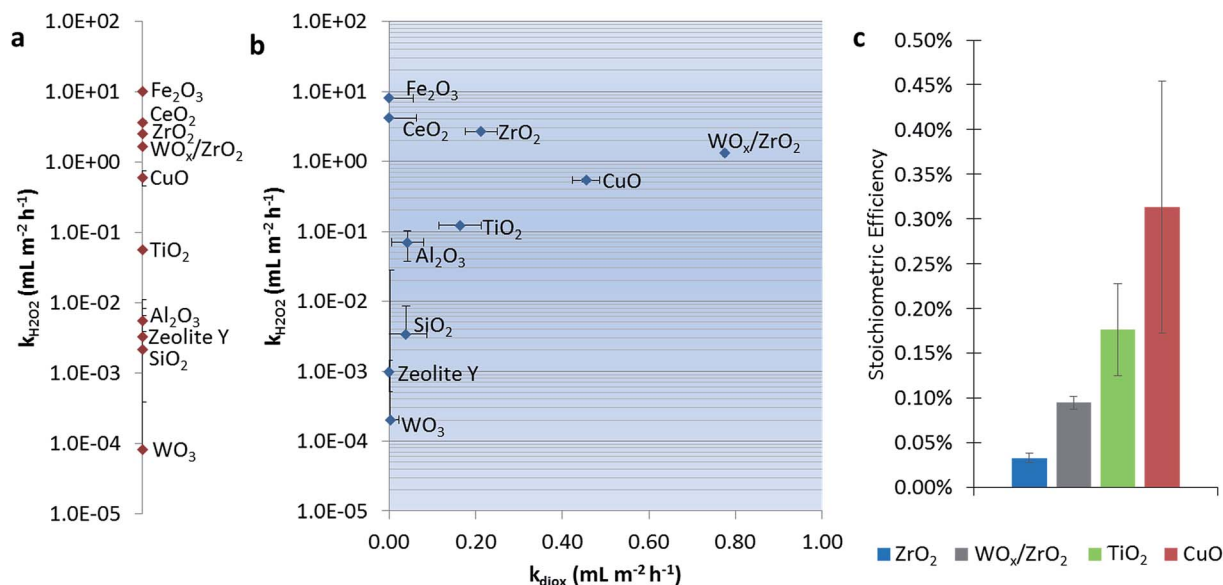 a
1.0E+02
1.0E+01
1.0E+00
1.0E-01
1.0E-02
1.0E-03
1.0E-04
1.0E-05
k_H2O2 (mL m⁻² h⁻¹)
Fe₂O₃
CeO₂
ZrO₂
WOₓ/ZrO₂
CuO
TiO₂
Al₂O₃
Zeolite Y
SiO₂
WO₃
b
1.0E+02
1.0E+01
1.0E+00
1.0E-01
1.0E-02
1.0E-03
1.0E-04
1.0E-05
k_H2O2 (mL m⁻² h⁻¹)
Fe₂O₃
CeO₂
ZrO₂
WOₓ/ZrO₂
CuO
TiO₂
Al₂O₃
SiO₂
Zeolite Y
WO₃
0.00 0.20 0.40 0.60 0.80 1.00
k_diox (mL m⁻² h⁻¹)
c
0.50%
0.45%
0.40%
0.35%
0.30%
0.25%
0.20%
0.15%
0.10%
0.05%
0.00%
Stoichiometric Efficiency
ZrO₂ WOₓ/ZrO₂ TiO₂ CuO